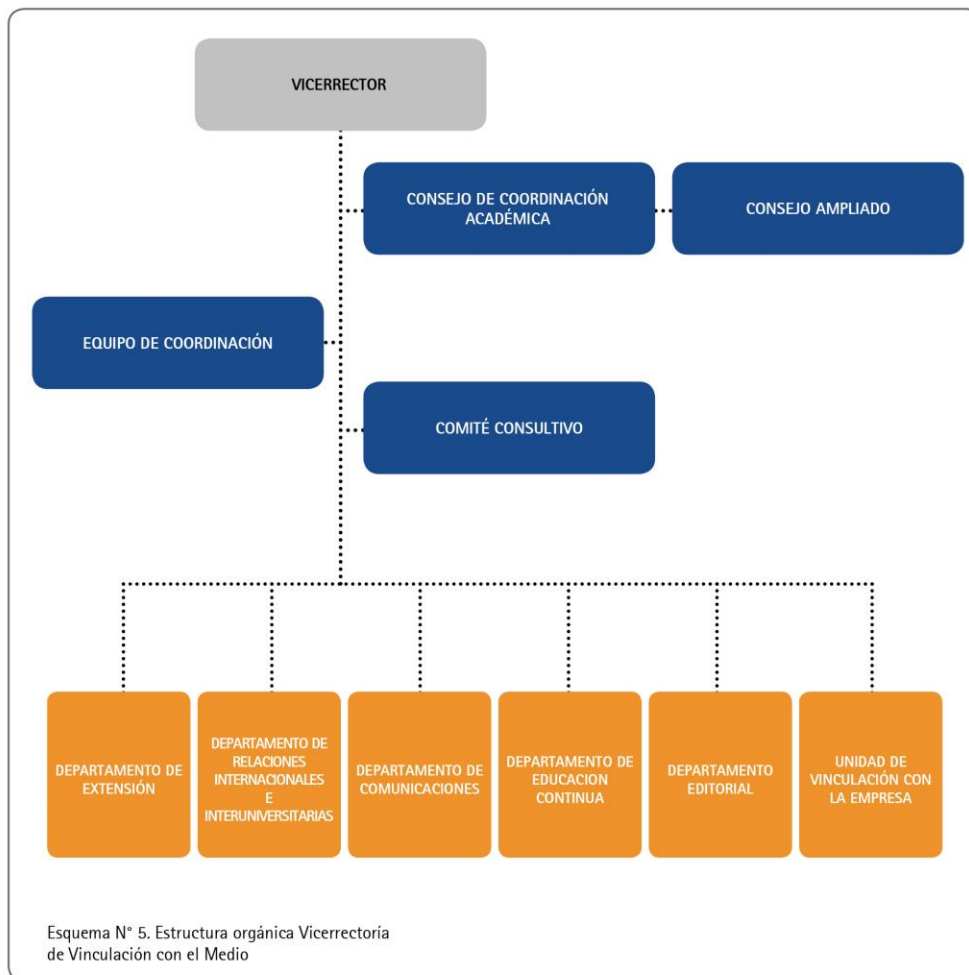 VICERRECTOR
CONSEJO DE COORDINACIÓN
ACADÉMICA
CONSEJO AMPLIADO
EQUIPO DE COORDINACIÓN
COMITÉ CONSULTIVO
DEPARTAMENTO DE
EXTENSIÓN
DEPARTAMENTO DE
RELACIONES
INTERNACIONALES
E
INTERUNIVERSITARIAS
DEPARTAMENTO DE
COMUNICACIONES
DEPARTAMENTO DE
EDUCACION
CONTINUA
DEPARTAMENTO
EDITORIAL
UNIDAD DE
VINCULACIÓN CON
LA EMPRESA
Esquema N° 5. Estructura orgánica Vicerrectoría
de Vinculación con el Medio